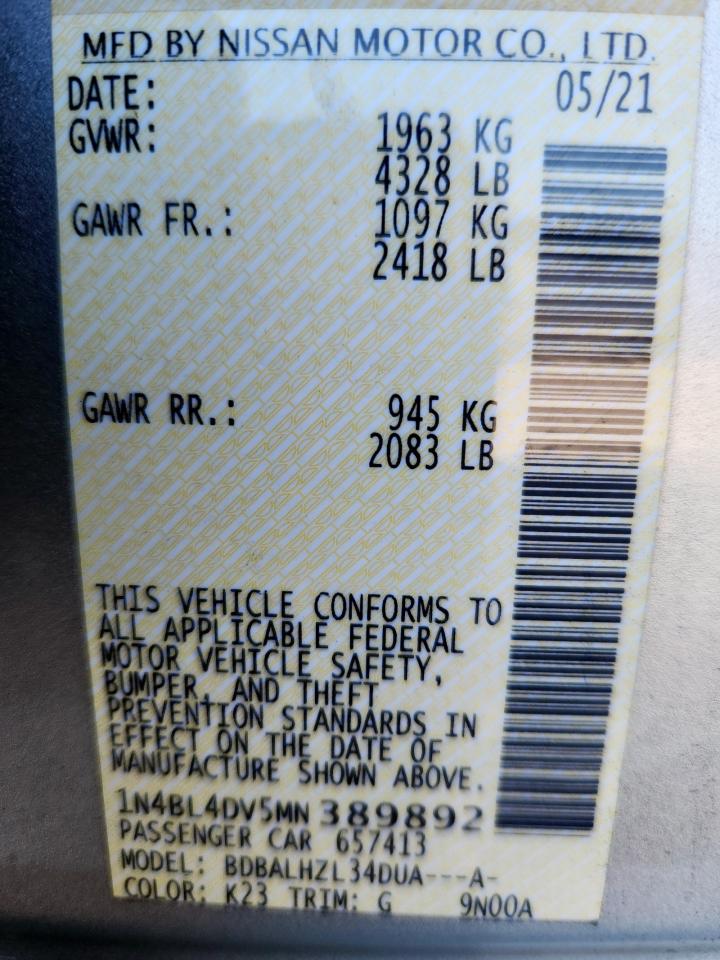 MFD BY NISSAN MOTOR CO., LTD.
DATE: 05/21
GVWR: 1963 KG
4328 LB
GAWR FR.: 1097 KG
2418 LB
GAWR RR.: 945 KG
2083 LB
THIS VEHICLE CONFORMS TO
ALL APPLICABLE FEDERAL
MOTOR VEHICLE SAFETY,
BUMPER, AND THEFT
PREVENTION STANDARDS IN
EFFECT ON THE DATE OF
MANUFACTURE SHOWN ABOVE.
1N4BL4DV5MN389892
PASSENGER CAR 657413
MODEL: BDBALHZL34DUA---A-
COLOR: K23 TRIM: G 9N00A